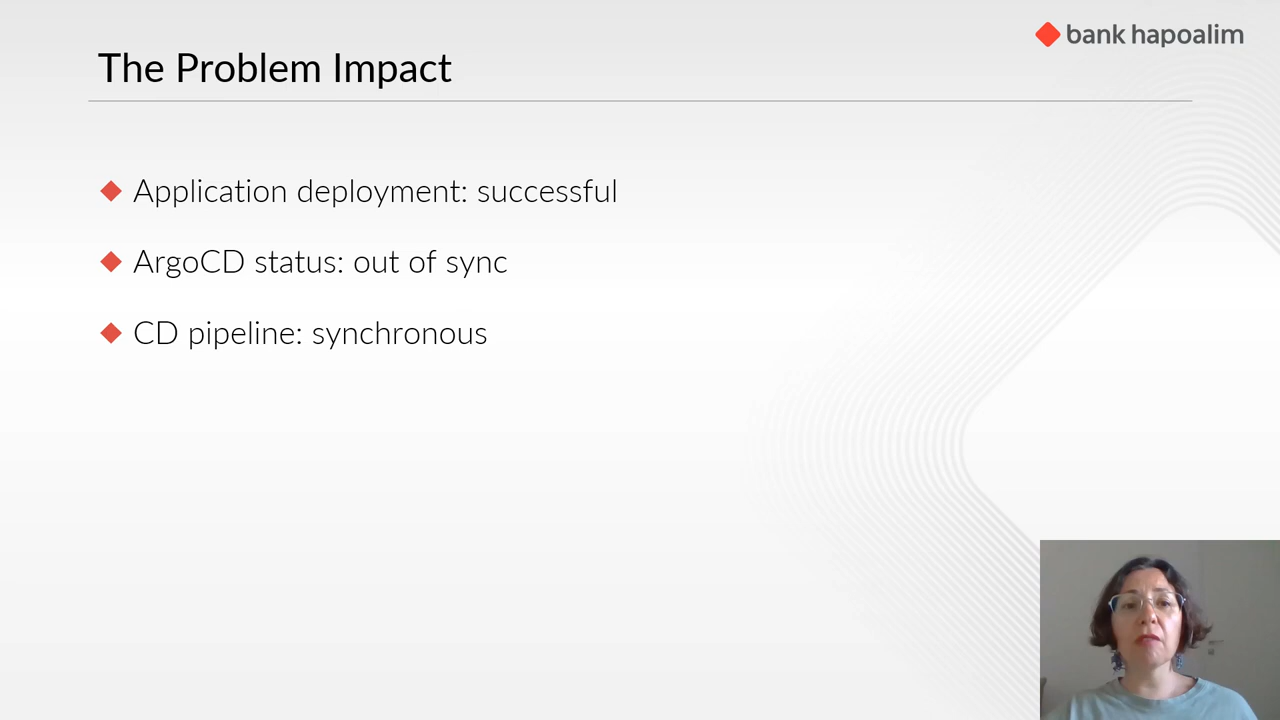 bank hapoalim
The Problem Impact
Application deployment: successful
ArgoCD status: out of sync
CD pipeline: synchronous